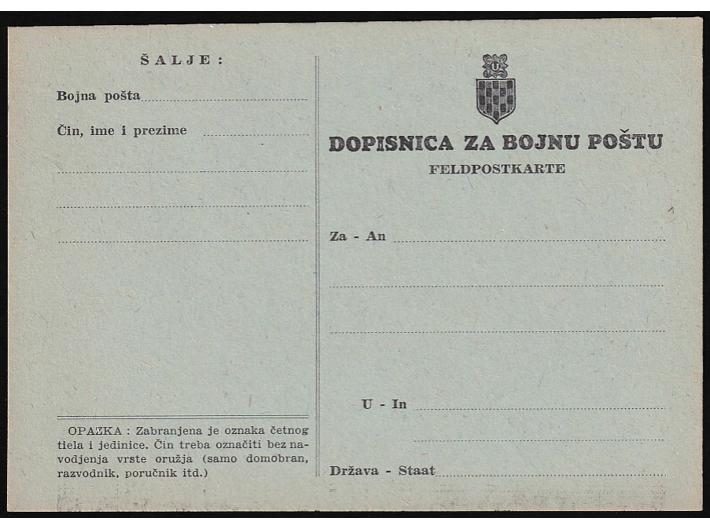 ŠALJE :
Bojna pošta
Čin, ime i prezime
OPAZKA : Zabranjena je oznaka četnog
tiela i jedinice. Čin treba označiti bez na-
vodjenja vrste oružja (samo domobran,
razvodnik, poručnik itd.)
U
DOPISNICA ZA BOJNU POŠTU
FELDPOSTKARTE
Za - An
U - In
Država - Staat